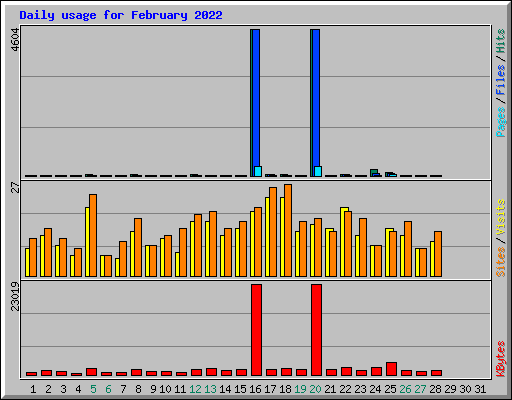 Daily usage for February 2022
4604
Pages / Files / Hits
27
Sites / Visits
23019
KBytes
1 2 3 4 5 6 7 8 9 10 11 12 13 14 15 16 17 18 19 20 21 22 23 24 25 26 27 28 29 30 31